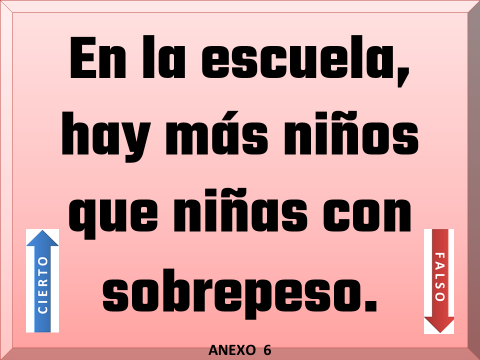 En la escuela,
hay más niños
que niñas con
sobrepeso.
CIERTO
FALSO
ANEXO 6